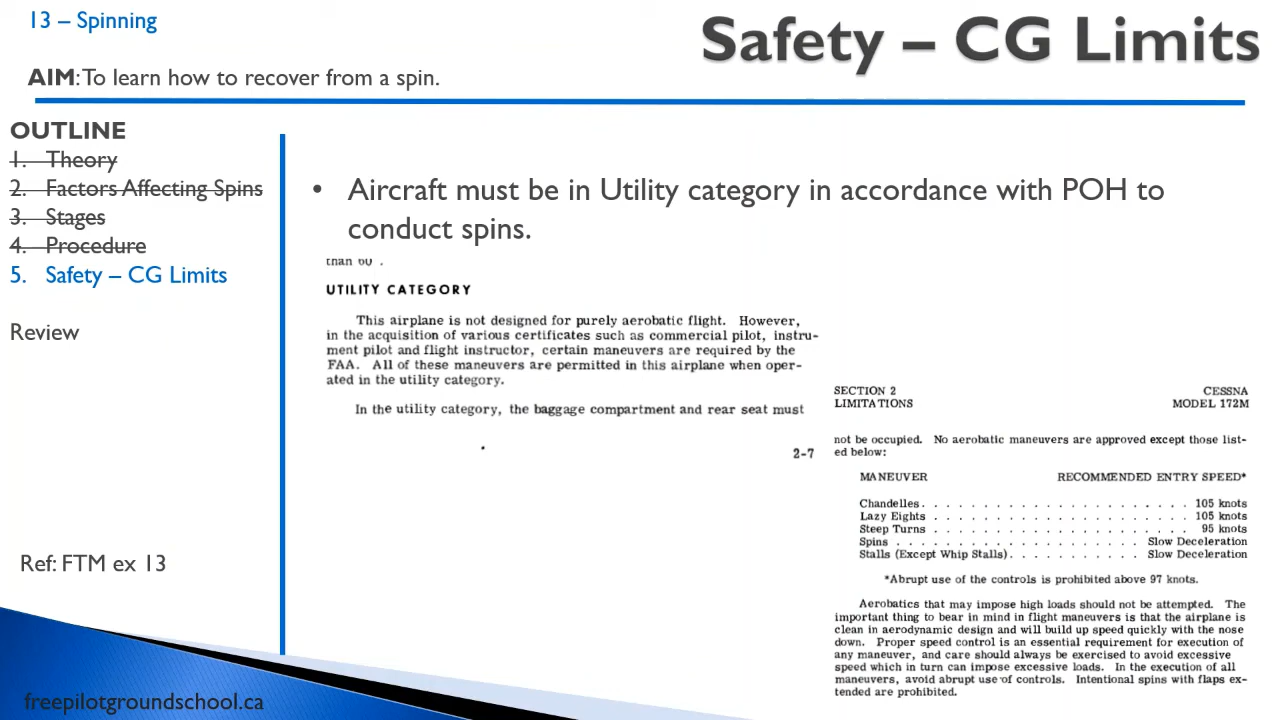 13 – Spinning
Safety – CG Limits
AIM: To learn how to recover from a spin.
OUTLINE
1. Theory
2. Factors Affecting Spins
3. Stages
4. Procedure
5. Safety – CG Limits
Review
Ref: FTM ex 13
freepilotgroundschool.ca
• Aircraft must be in Utility category in accordance with POH to
conduct spins.
UTILITY CATEGORY
This airplane is not designed for purely aerobatic flight. However,
in the acquisition of various certificates such as commercial pilot, instru-
ment pilot and flight instructor, certain maneuvers are required by the
FAA. All of these maneuvers are permitted in this airplane when oper-
ated in the utility category.
In the utility category, the baggage compartment and rear seat must
2-7
SECTION 2 CESSNA
LIMITATIONS MODEL 172M
not be occupied. No aerobatic maneuvers are approved except those list-
ed below:
MANEUVER RECOMMENDED ENTRY SPEED*
Chandelles . . . . . . . . . . . . . . . . . . . . . 105 knots
Lazy Eights . . . . . . . . . . . . . . . . . . . . 105 knots
Steep Turns . . . . . . . . . . . . . . . . . . . . 95 knots
Spins . . . . . . . . . . . . . . . . . . . Slow Deceleration
Stalls (Except Whip Stalls) . . . . . . . . . . . Slow Deceleration
*Abrupt use of the controls is prohibited above 97 knots.
Aerobatics that may impose high loads should not be attempted. The
important thing to bear in mind in flight maneuvers is that the airplane is
clean in aerodynamic design and will build up speed quickly with the nose
down. Proper speed control is an essential requirement for execution of
any maneuver, and care should always be exercised to avoid excessive
speed which in turn can impose excessive loads. In the execution of all
maneuvers, avoid abrupt use of controls. Intentional spins with flaps ex-
tended are prohibited.